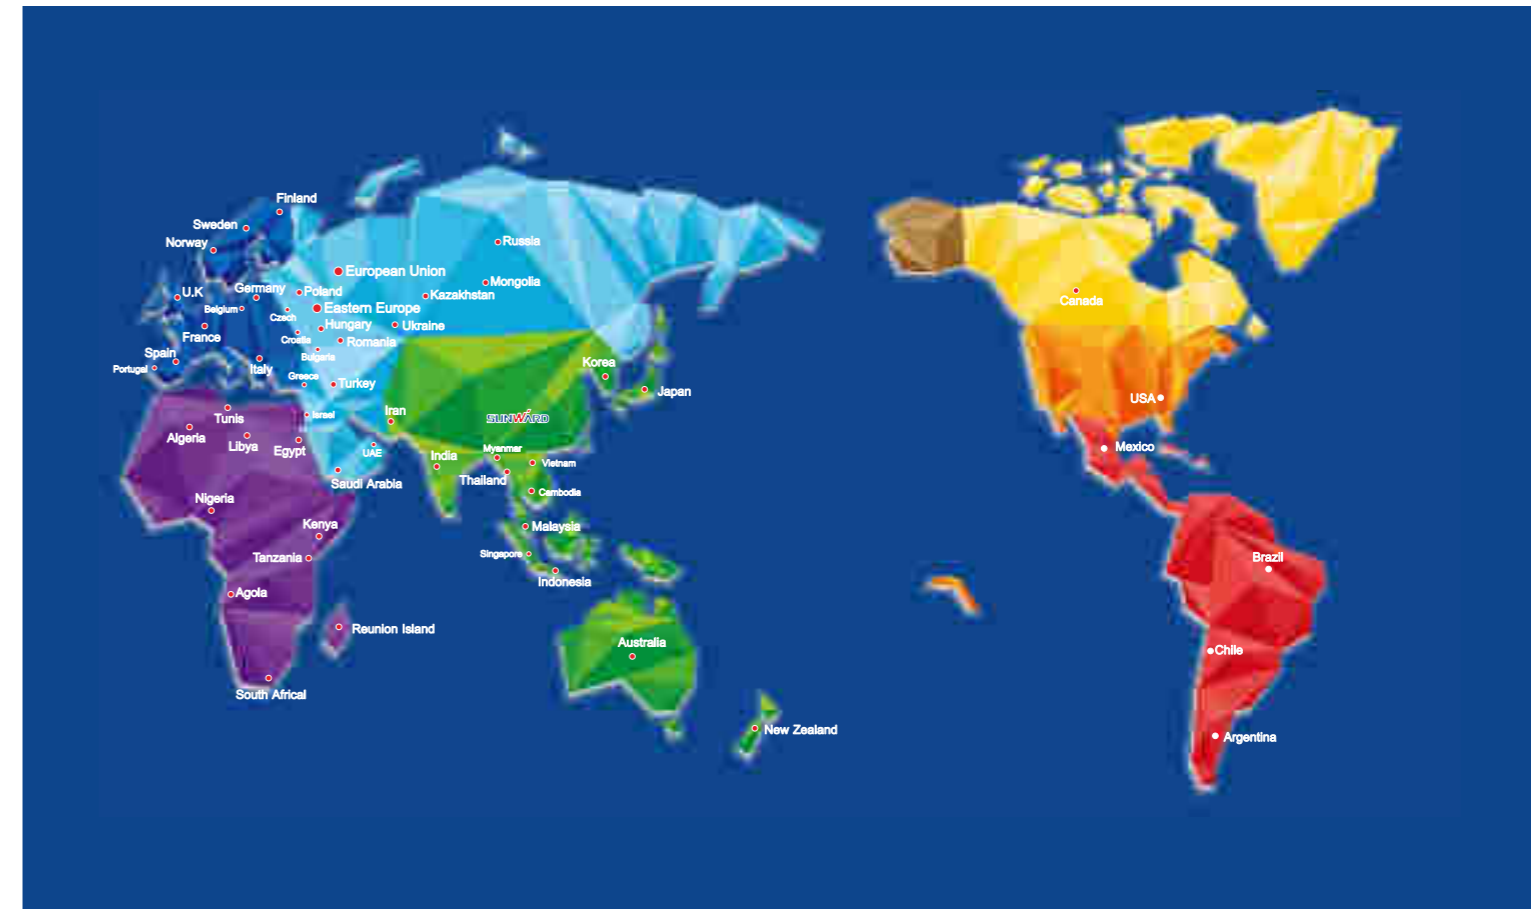 Finland
Sweden
Norway
Russia
European Union
Mongolia
Germany
Poland
Kazakhstan
U.K
Belgium
Eastern Europe
Czech
Hungary
Ukraine
France
Croatia
Romania
Bulgaria
Spain
Portugal
Italy
Greece
Turkey
Korea
Japan
Israel
Iran
SUNWARD
Tunis
Algeria
Libya
Egypt
UAE
India
Myanmar
Vietnam
Saudi Arabia
Thailand
Cambodia
Nigeria
Kenya
Malaysia
Tanzania
Singapore
Indonesia
Agola
Reunion Island
Australia
South Africal
New Zealand
Canada
USA
Mexico
Brazil
Chile
Argentina